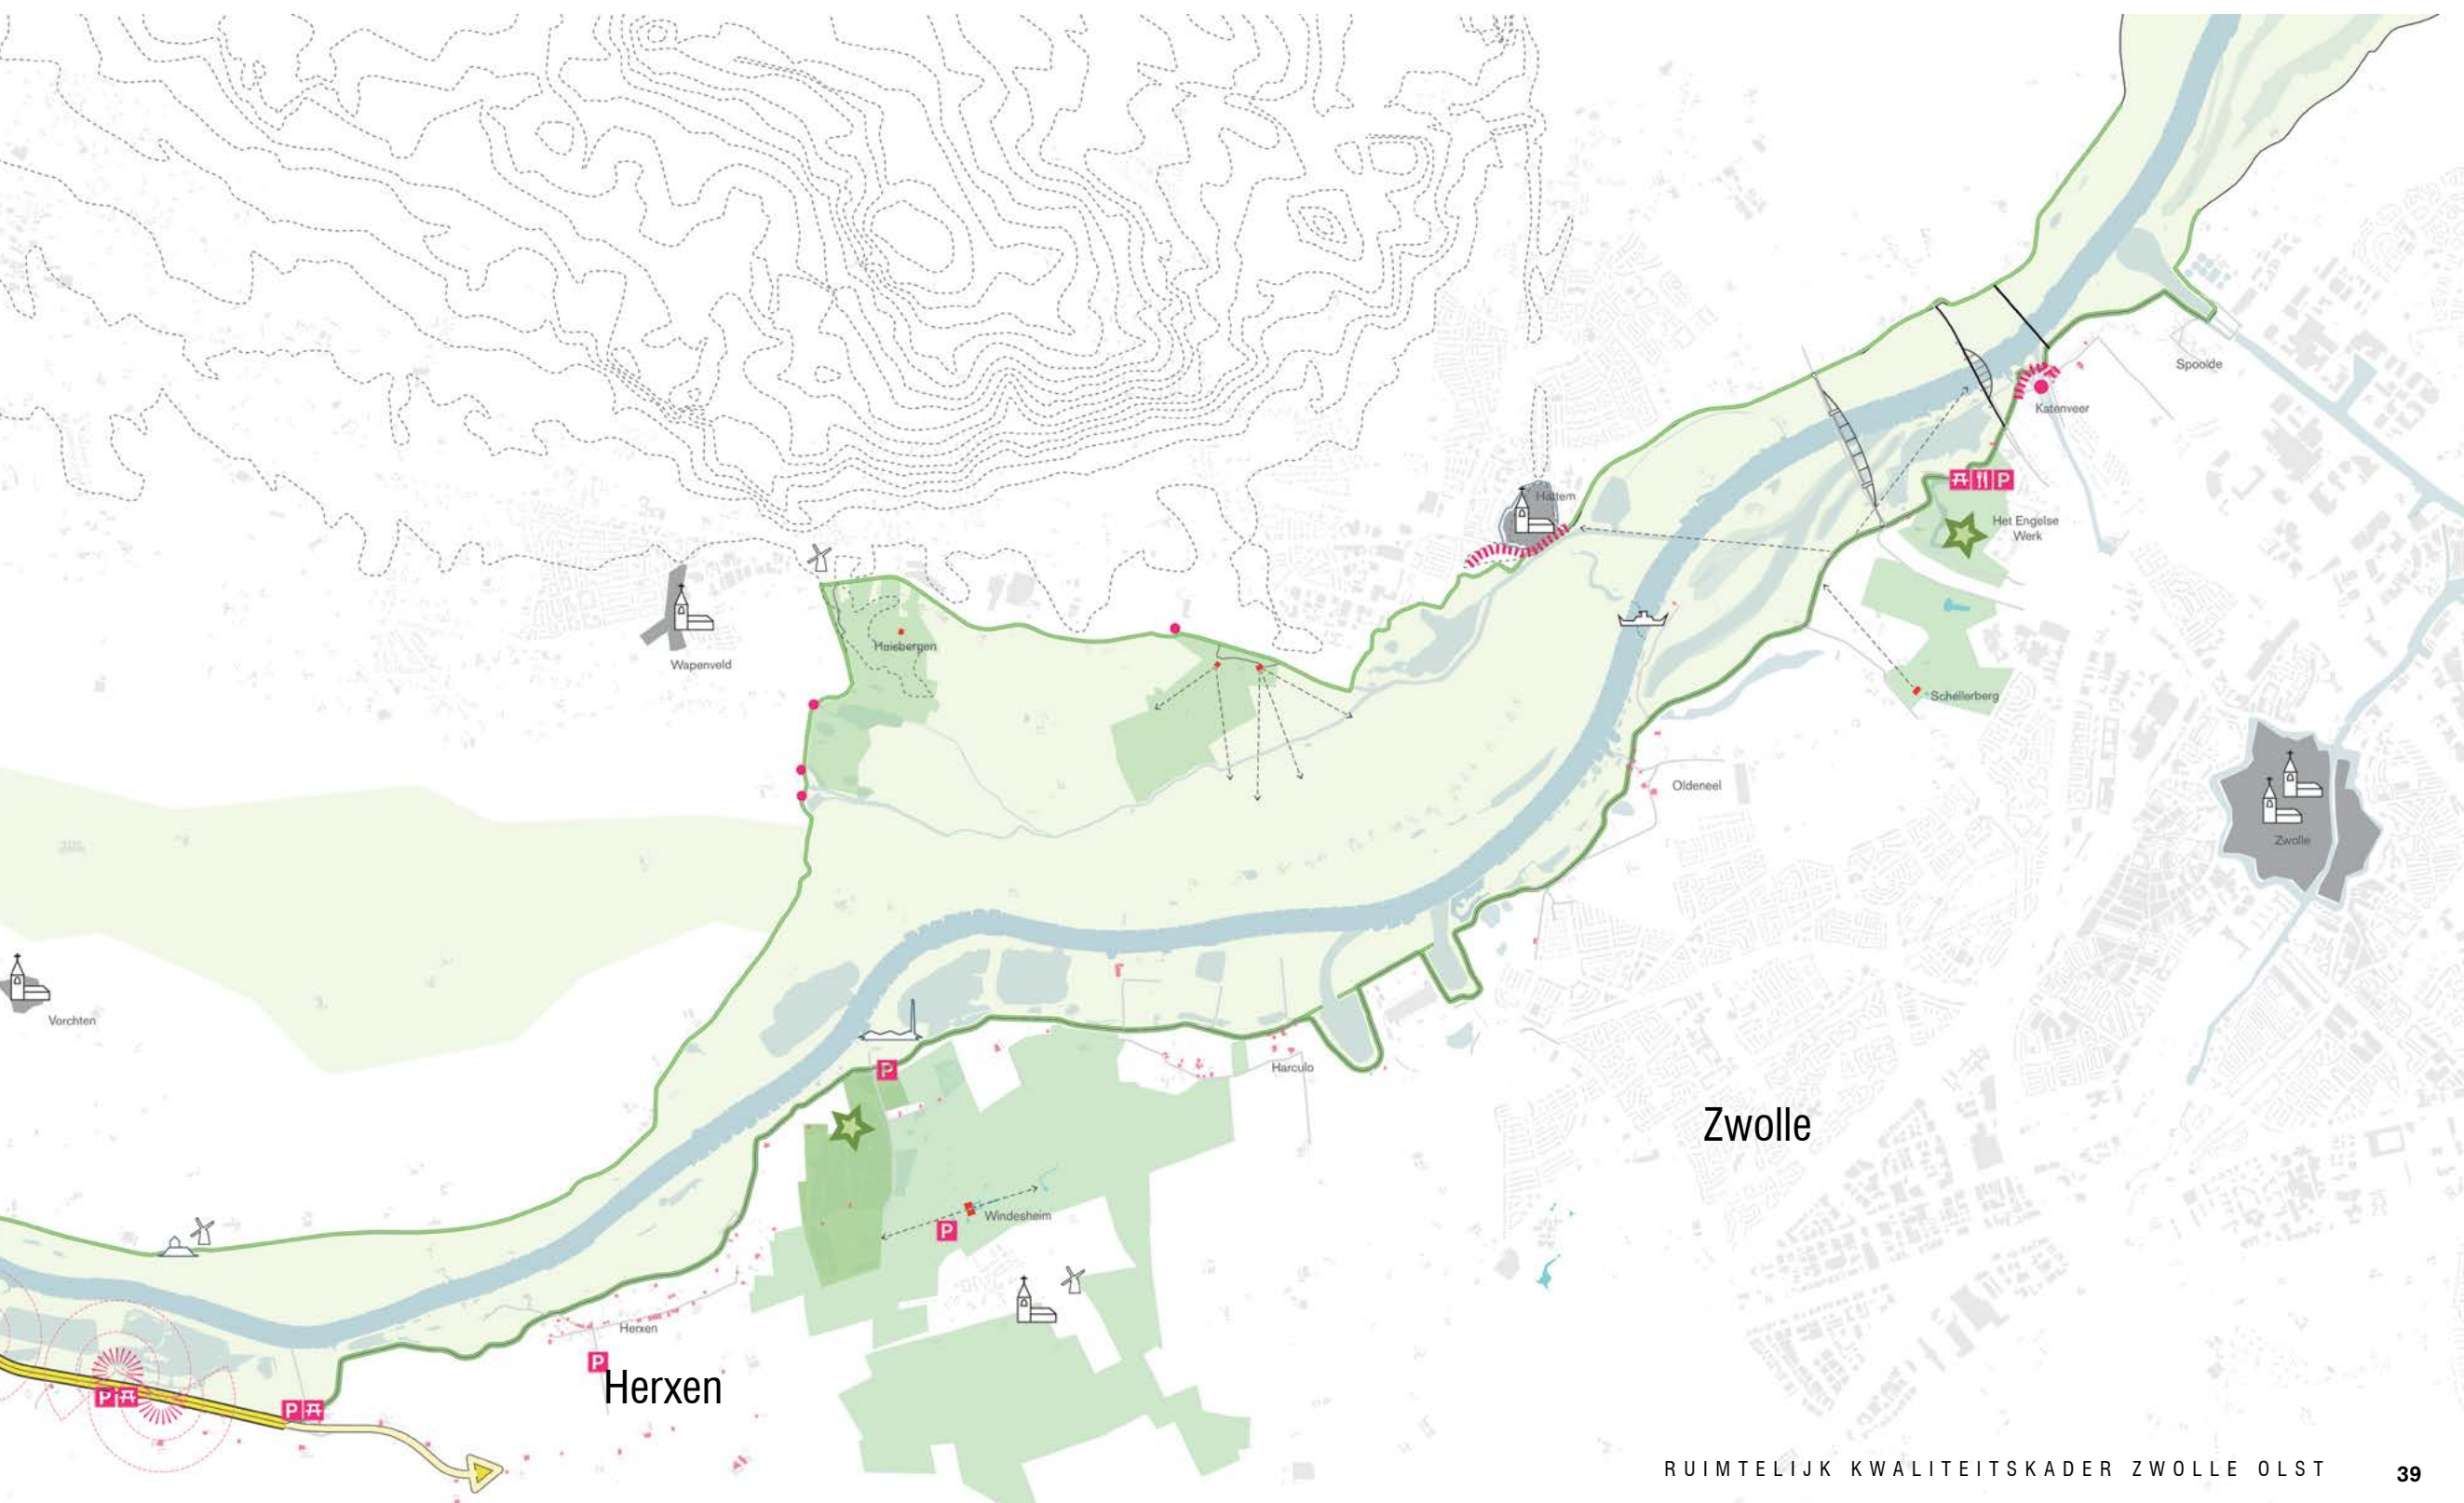 Spoolde
Katenveer
Hattem
Het Engelse
Werk
Huisbergen
Wapenveld
Schellerberg
Oldeneel
Zwolle
Vorchten
P
Harculo
Zwolle
Windesheim
P
Herxen
P
Herxen
P
P
P
RUIMTELIJK KWALITEITSKADER ZWOLLE OLST 39